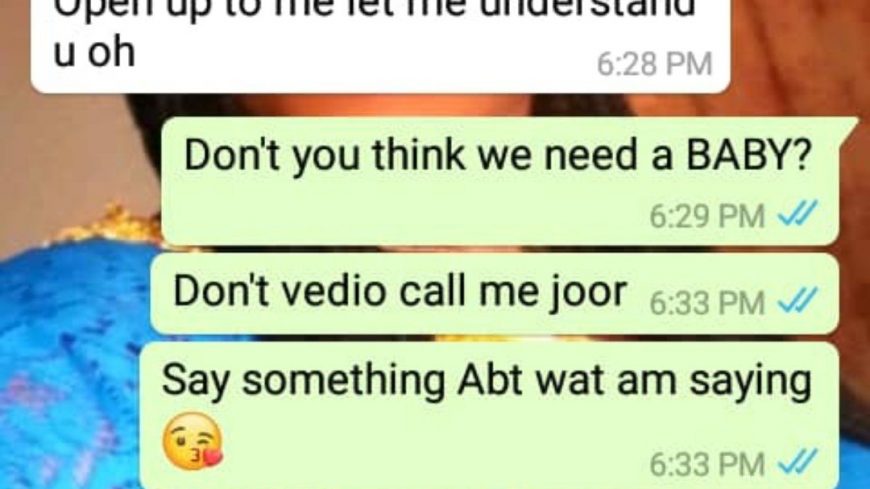 Open up to me let me understand
u oh
6:28 PM
Don't you think we need a BABY?
6:29 PM
Don't vedio call me joor 6:33 PM
Say something Abt wat am saying
😘
6:33 PM